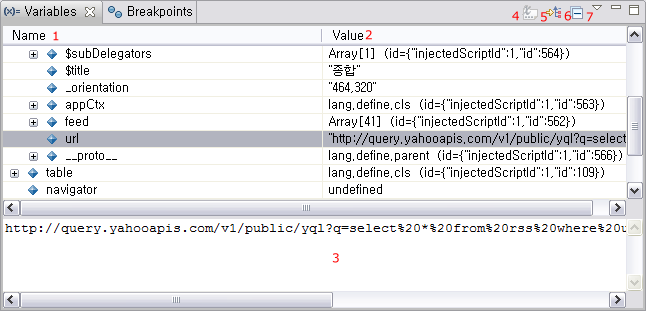 (x)= Variables Breakpoints 4 5 6 7
Name 1 Value 2
$subDelegators Array[1] (id={"injectedScriptId":1,"id":564})
$title "종합"
_orientation "464,320"
appCtx lang,define,cls (id={"injectedScriptId":1,"id":563})
feed Array[41] (id={"injectedScriptId":1,"id":562})
url "http://query.yahooapis.com/v1/public/yql?q=select
__proto__ lang,define,parent (id={"injectedScriptId":1,"id":566})
table lang,define,cls (id={"injectedScriptId":1,"id":109})
navigator undefined
http://query.yahooapis.com/v1/public/yql?q=select%20*%20from%20rss%20where%20u
3